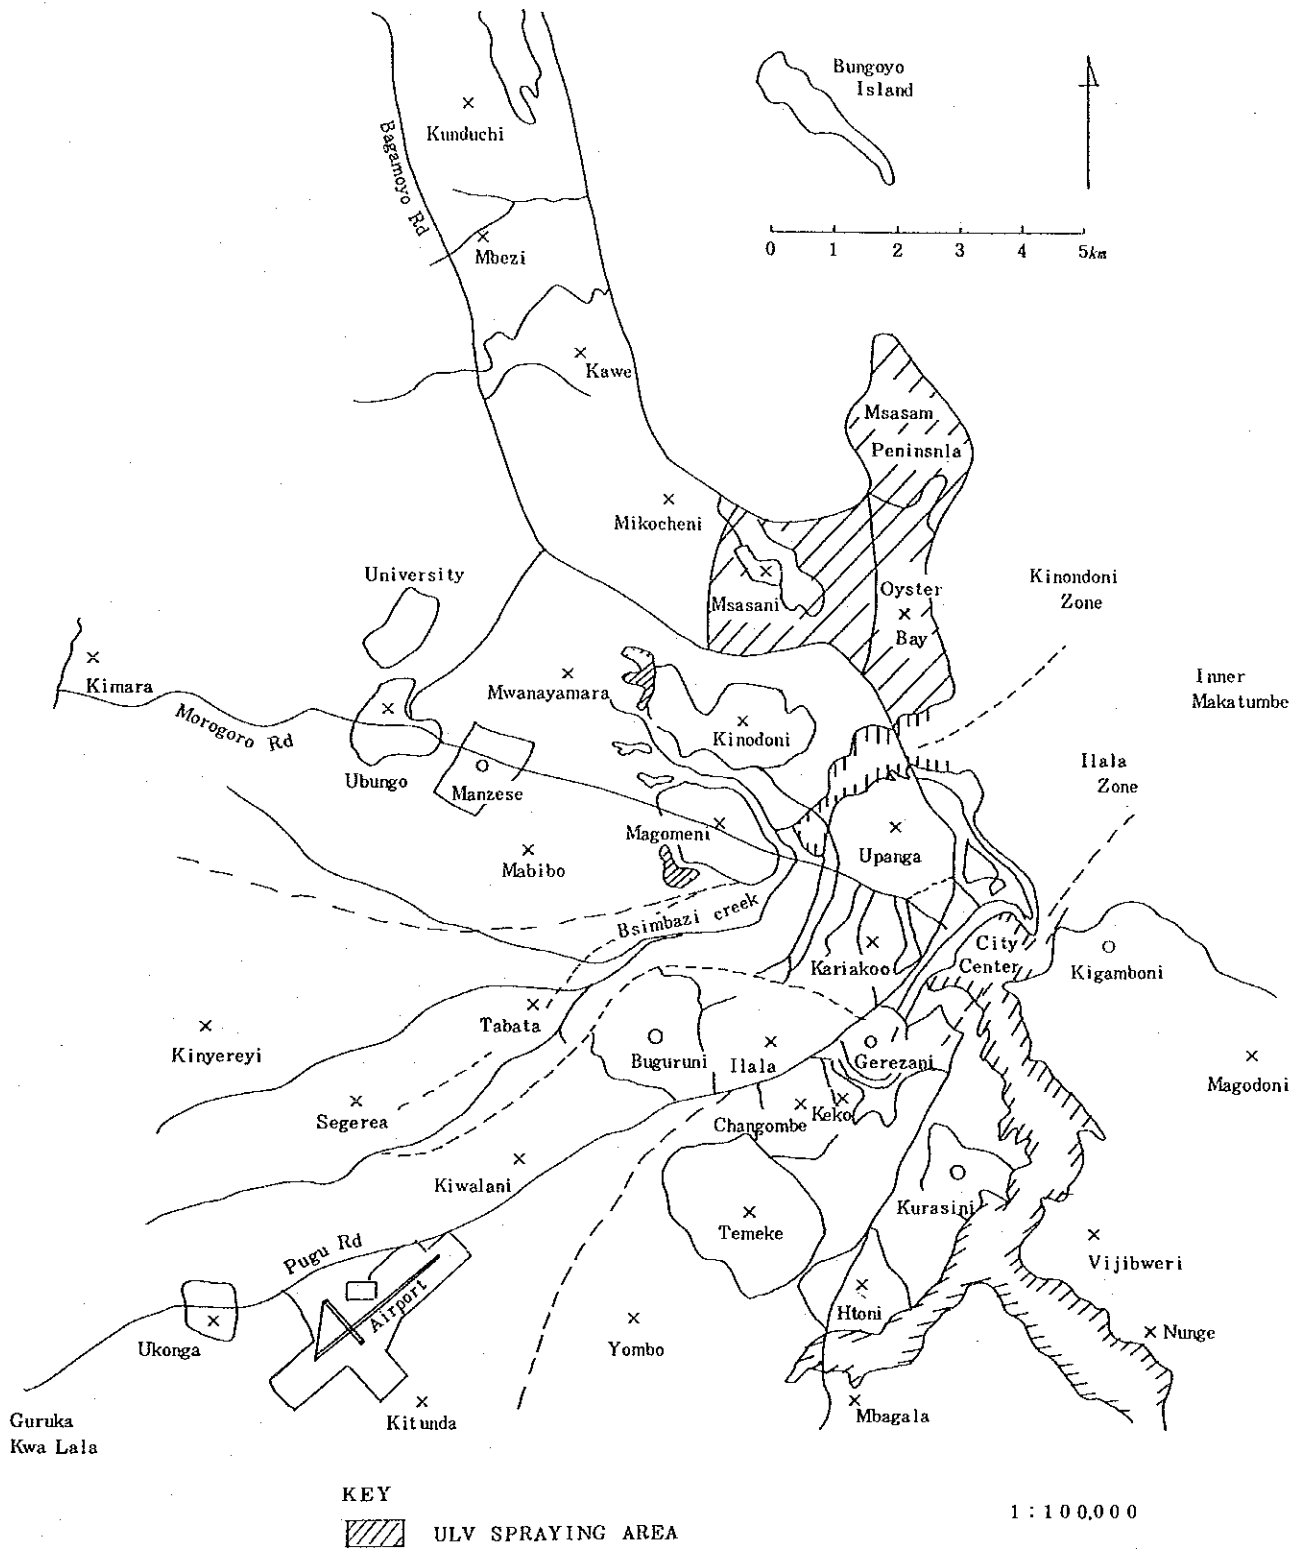 Bungoyo
Island
Kunduchi
Bagamoyo Rd
0 1 2 3 4 5km
Mbezi
Kawe
Msasam
Peninsnla
Mikocheni
University
Msasani
Oyster
Bay
Kinondoni
Zone
Kimara
Mwanayamara
Inner
Makatumbe
Morogoro Rd
Kinodoni
Ubungo
Manzese
Ilala
Zone
Magomeni
Upanga
Mabibo
Bsimbazi creek
Kariakoo
City
Center
Kigamboni
Tabata
Kinyereyi
Buguruni
Ilala
Gerezani
Magodoni
Segerea
Changombe
Keko
Kiwalani
Kurasini
Temeke
Pugu Rd
Vijibweri
Airport
Htoni
Nunge
Ukonga
Yombo
Kitunda
Mbagala
Guruka
Kwa Lala
KEY
ULV SPRAYING AREA
1:100,000